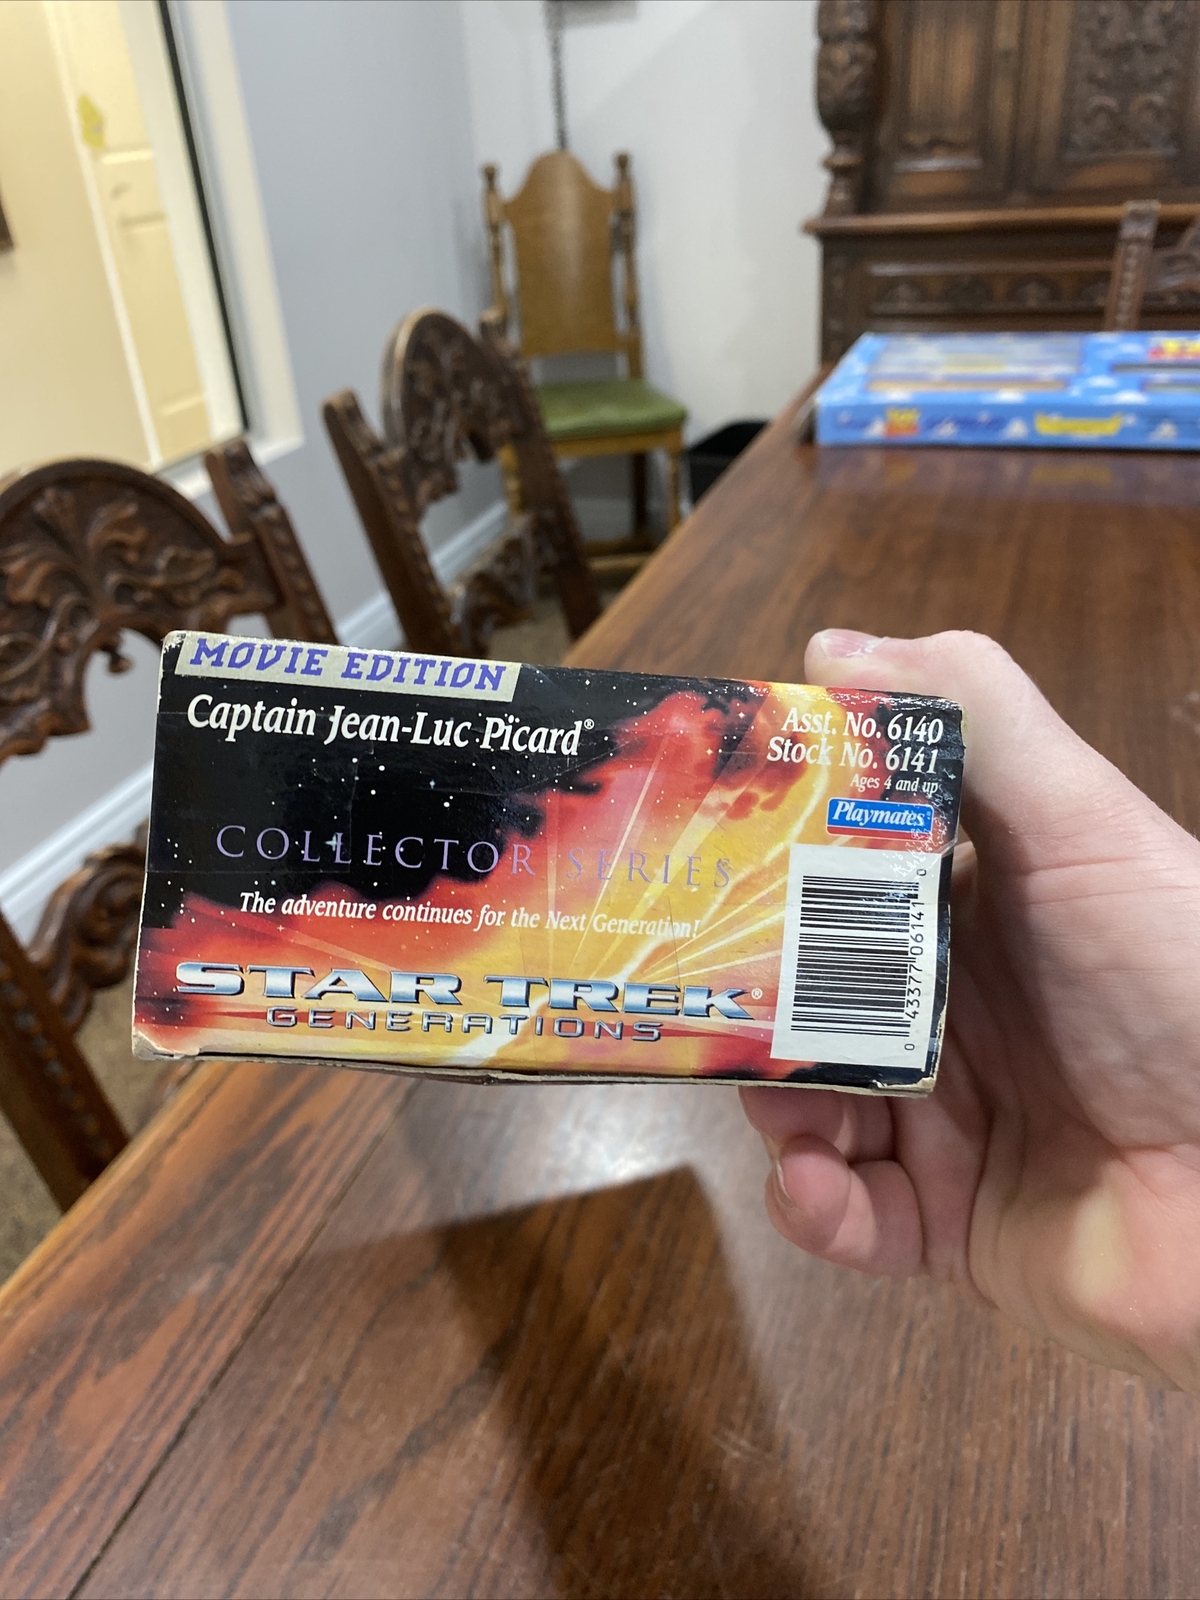 MOVIE EDITION
Captain Jean-Luc Picard®
Asst. No. 6140
Stock No. 6141
Ages 4 and up
Playmates®
COLLECTOR SERIES
The adventure continues for the Next Generation!
STAR TREK®
GENERATIONS
0 43377 06141 0
TOY